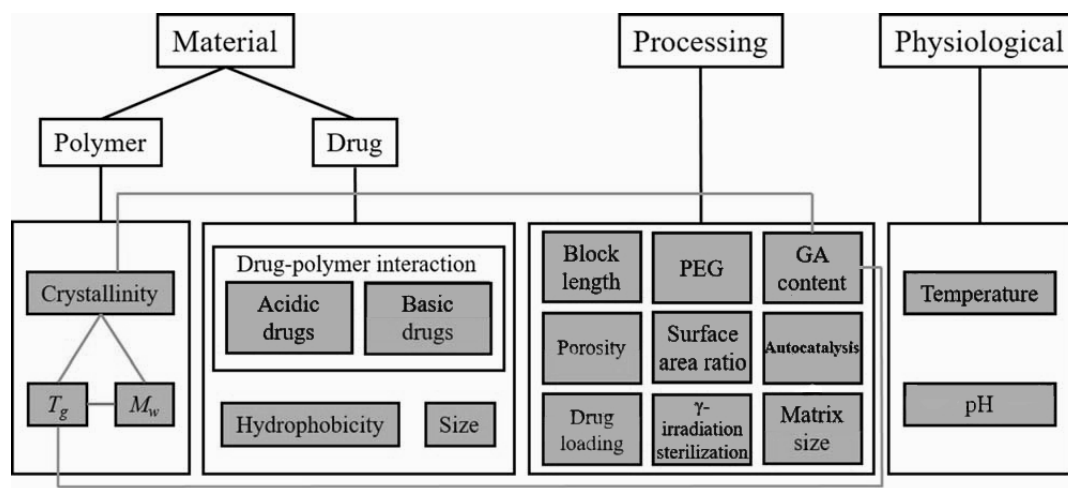 Material
Processing
Physiological
Polymer
Drug
Crystallinity
Tg
Mw
Drug-polymer interaction
Acidic
drugs
Basic
drugs
Hydrophobicity
Size
Block
length
PEG
GA
content
Porosity
Surface
area ratio
Autocatalysis
Drug
loading
γ-
irradiation
sterilization
Matrix
size
Temperature
pH